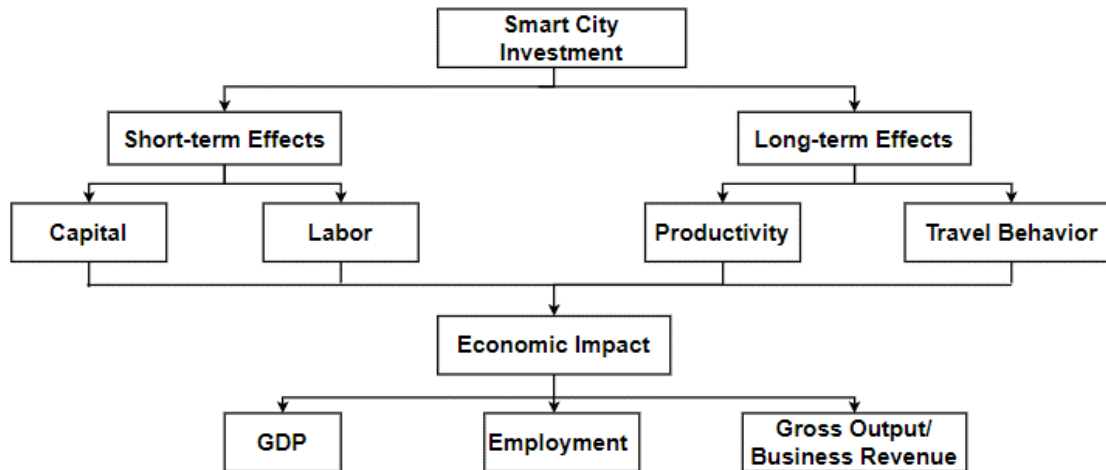 Smart City
Investment
Short-term Effects
Long-term Effects
Capital
Labor
Productivity
Travel Behavior
Economic Impact
GDP
Employment
Gross Output/
Business Revenue